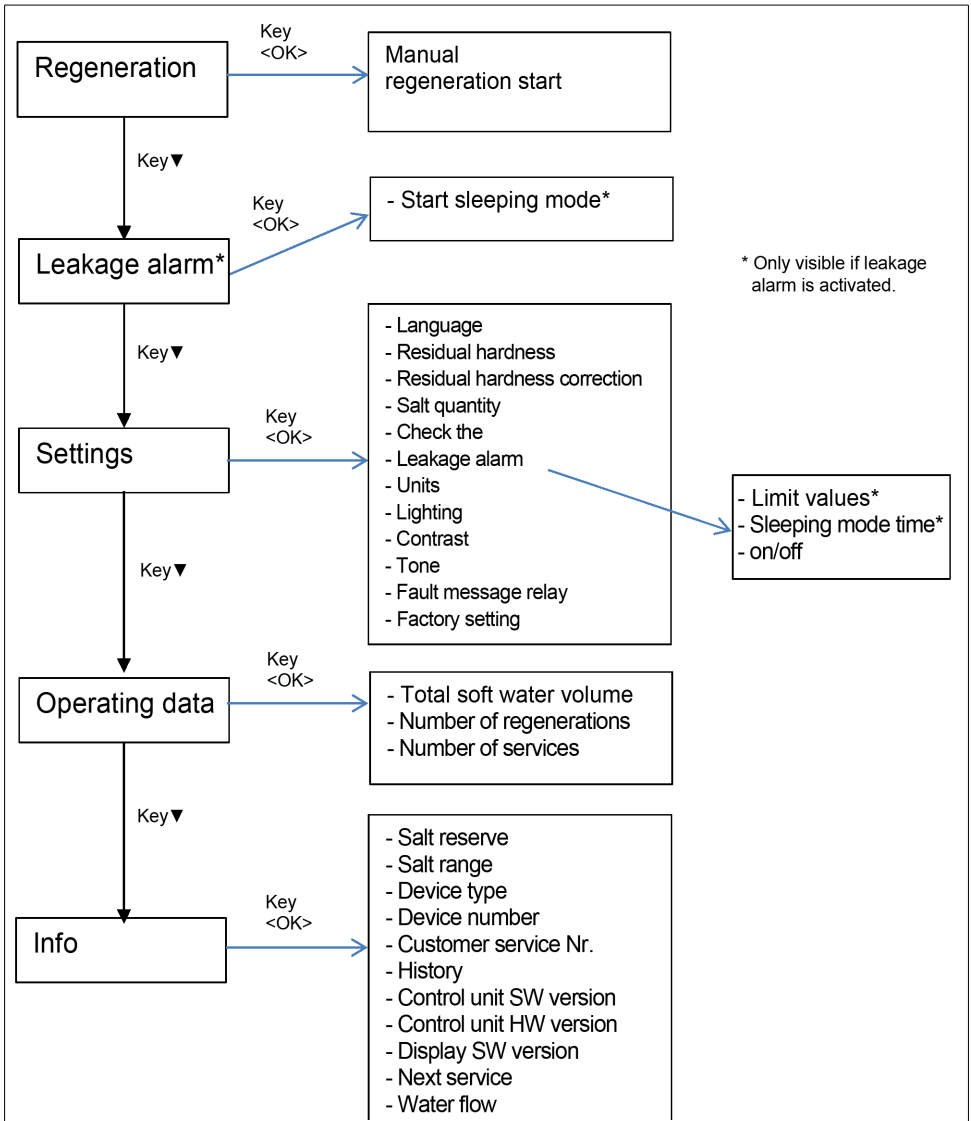 Regeneration
Key
<OK>
Manual
regeneration start
Key▼
Leakage alarm*
Key
<OK>
- Start sleeping mode*
* Only visible if leakage
alarm is activated.
Key▼
Settings
Key
<OK>
- Language
- Residual hardness
- Residual hardness correction
- Salt quantity
- Check the
- Leakage alarm
- Units
- Lighting
- Contrast
- Tone
- Fault message relay
- Factory setting
- Limit values*
- Sleeping mode time*
- on/off
Key▼
Operating data
Key
<OK>
- Total soft water volume
- Number of regenerations
- Number of services
Key▼
Info
Key
<OK>
- Salt reserve
- Salt range
- Device type
- Device number
- Customer service Nr.
- History
- Control unit SW version
- Control unit HW version
- Display SW version
- Next service
- Water flow